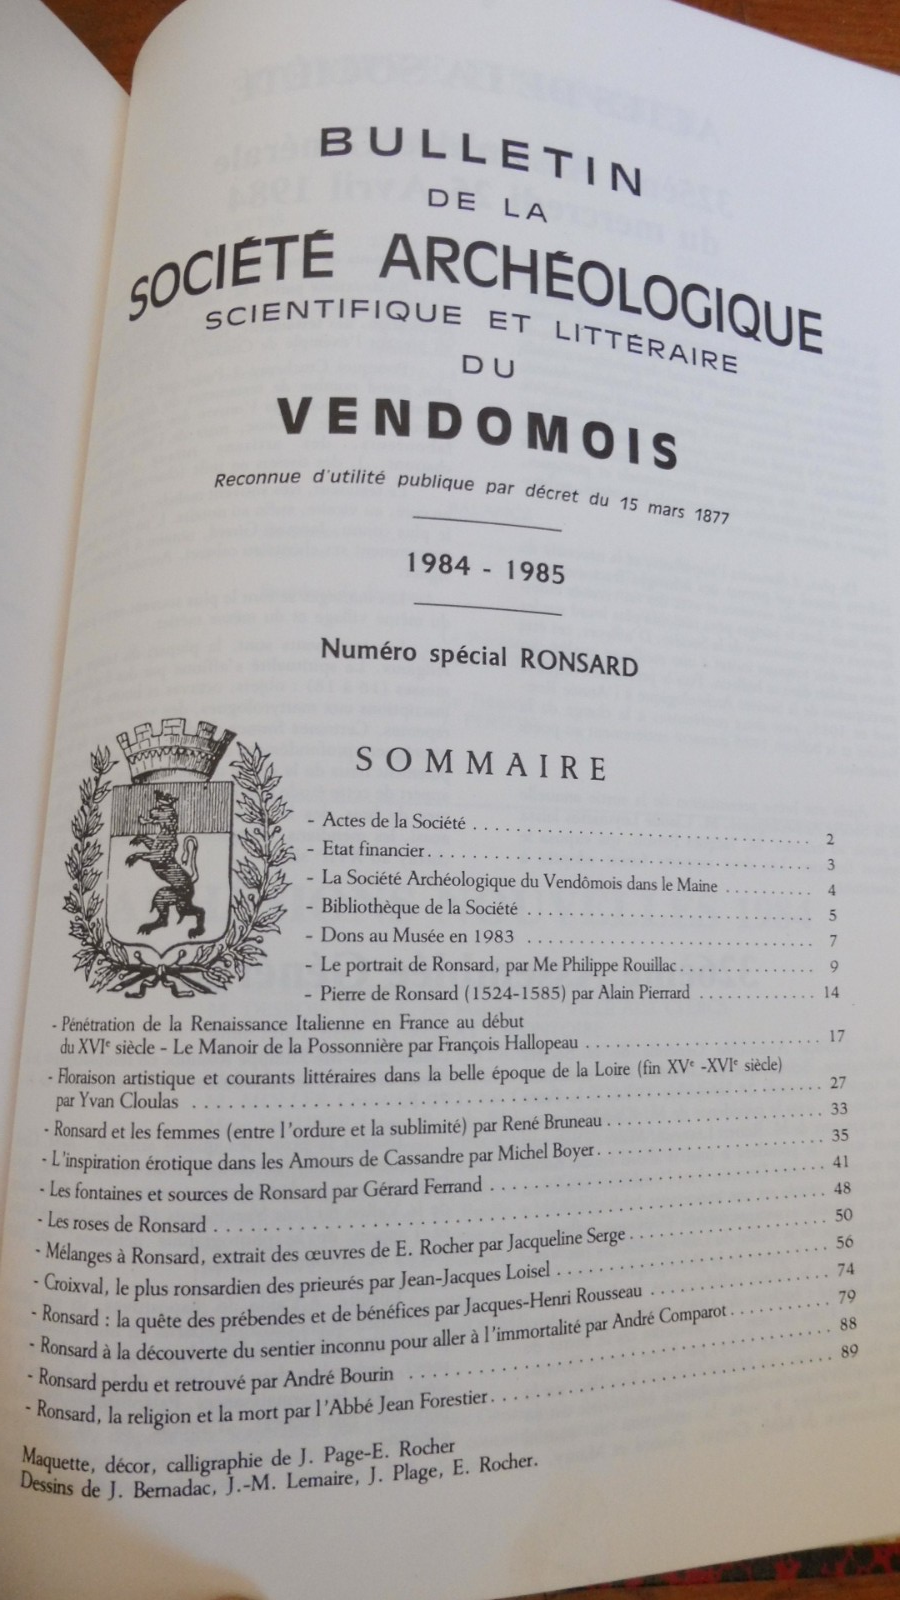 BULLETIN
DE LA
SOCIÉTÉ ARCHÉOLOGIQUE
SCIENTIFIQUE ET LITTÉRAIRE
DU
VENDOMOIS
Reconnue d'utilité publique par décret du 15 mars 1877
1984 - 1985
Numéro spécial RONSARD
SOMMAIRE
- Actes de la Société . . . . . . . . . . 2
- Etat financier . . . . . . . . . . 3
- La Société Archéologique du Vendômois dans le Maine . . . . . . . . . . 4
- Bibliothèque de la Société . . . . . . . . . . 5
- Dons au Musée en 1983 . . . . . . . . . . 7
- Le portrait de Ronsard, par Me Philippe Rouillac . . . . . . . . . . 9
- Pierre de Ronsard (1524-1585) par Alain Pierrard . . . . . . . . . . 14
- Pénétration de la Renaissance Italienne en France au début
du XVIe siècle - Le Manoir de la Possonnière par François Hallopeau . . . . . . . . . . 17
- Floraison artistique et courants littéraires dans la belle époque de la Loire (fin XVe -XVIe siècle)
par Yvan Cloulas . . . . . . . . . . 27
- Ronsard et les femmes (entre l'ordure et la sublimité) par René Bruneau . . . . . . . . . . 33
- L'inspiration érotique dans les Amours de Cassandre par Michel Boyer . . . . . . . . . . 35
- Les fontaines et sources de Ronsard par Gérard Ferrand . . . . . . . . . . 41
- Les roses de Ronsard . . . . . . . . . . 48
- Mélanges à Ronsard, extrait des œuvres de E. Rocher par Jacqueline Serge . . . . . . . . . . 50
- Croixval, le plus ronsardien des prieurés par Jean-Jacques Loisel . . . . . . . . . . 56
- Ronsard : la quête des prébendes et de bénéfices par Jacques-Henri Rousseau . . . . . . . . . . 74
- Ronsard à la découverte du sentier inconnu pour aller à l'immortalité par André Comparot . . . . . . . . . . 79
- Ronsard perdu et retrouvé par André Bourin . . . . . . . . . . 88
- Ronsard, la religion et la mort par l'Abbé Jean Forestier . . . . . . . . . . 89
Maquette, décor, calligraphie de J. Page-E. Rocher
Dessins de J. Bernadac, J.-M. Lemaire, J. Plage, E. Rocher.